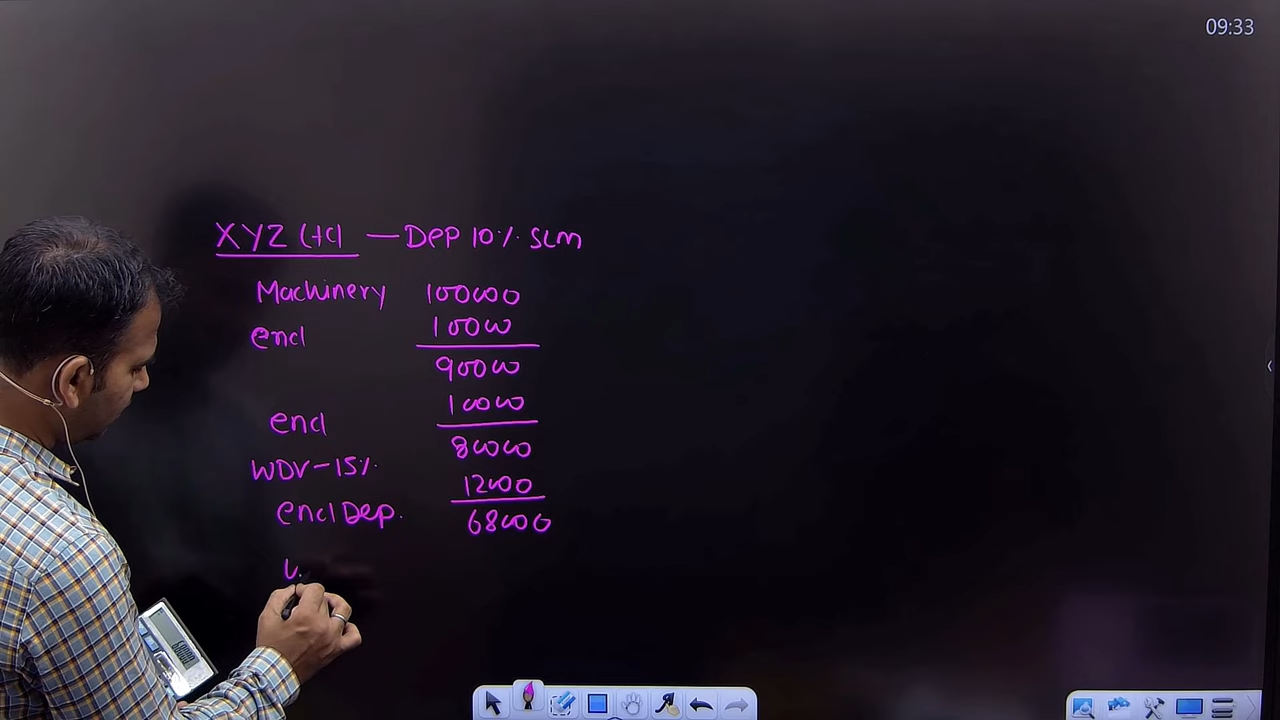 09:33
XYZ Ltd — Dep 10% SLM
Machinery 100000
end 10000
90000
end 10000
80000
WDV - 15% 12000
end Dep. 68000